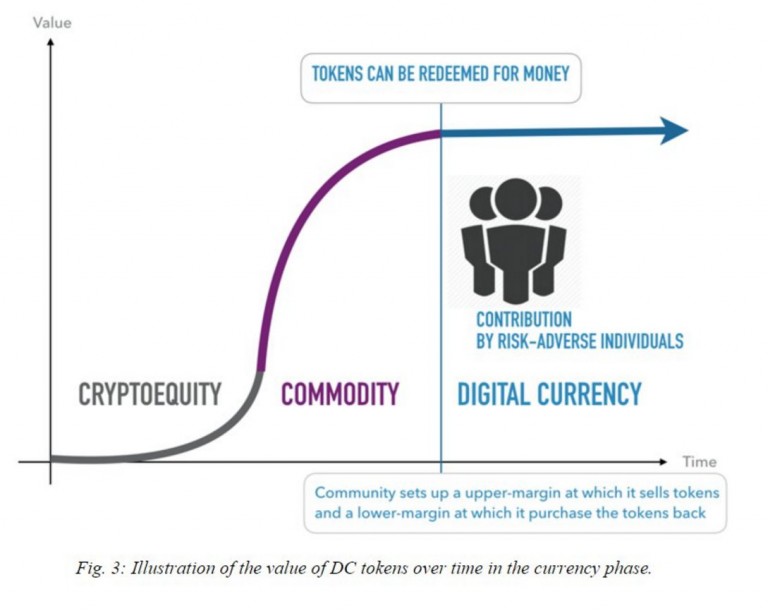 Value
TOKENS CAN BE REDEEMED FOR MONEY
CONTRIBUTION
BY RISK-ADVERSE INDIVIDUALS
CRYPTOEQUITY
COMMODITY
DIGITAL CURRENCY
Time
Community sets up a upper-margin at which it sells tokens
and a lower-margin at which it purchase the tokens back
Fig. 3: Illustration of the value of DC tokens over time in the currency phase.